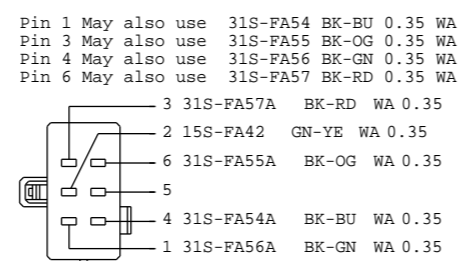 Pin 1 May also use 31S-FA54 BK-BU 0.35 WA
Pin 3 May also use 31S-FA55 BK-OG 0.35 WA
Pin 4 May also use 31S-FA56 BK-GN 0.35 WA
Pin 6 May also use 31S-FA57 BK-RD 0.35 WA
3 31S-FA57A BK-RD WA 0.35
2 15S-FA42 GN-YE WA 0.35
6 31S-FA55A BK-OG WA 0.35
5
4 31S-FA54A BK-BU WA 0.35
1 31S-FA56A BK-GN WA 0.35